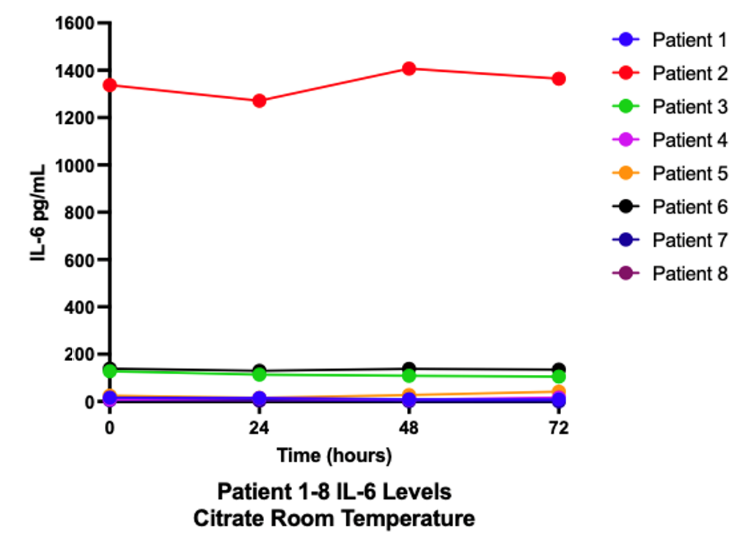 1600
1400
1200
1000
800
600
400
200
0
IL-6 pg/mL
0 24 48 72
Time (hours)
Patient 1-8 IL-6 Levels
Citrate Room Temperature
Patient 1
Patient 2
Patient 3
Patient 4
Patient 5
Patient 6
Patient 7
Patient 8